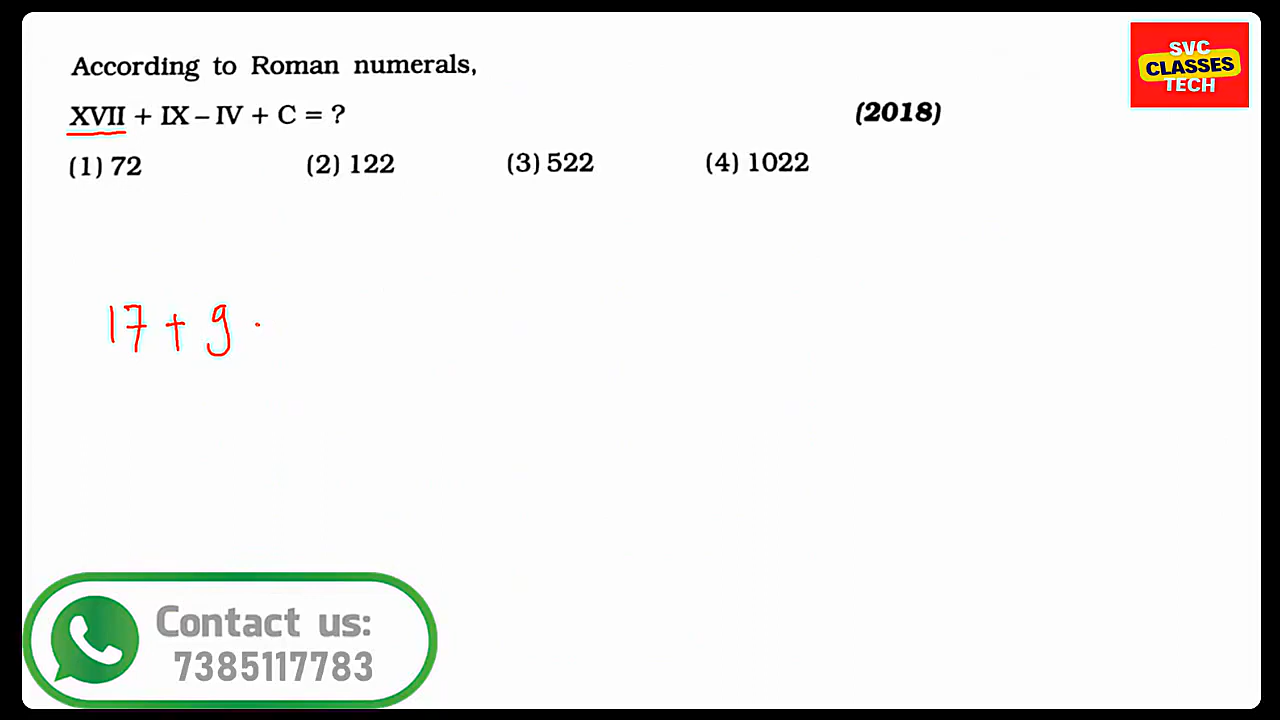 According to Roman numerals,
XVII + IX – IV + C = ?
(2018)
(1) 72
(2) 122
(3) 522
(4) 1022
17 + 9 -
SVC
CLASSES
TECH
Contact us:
7385117783